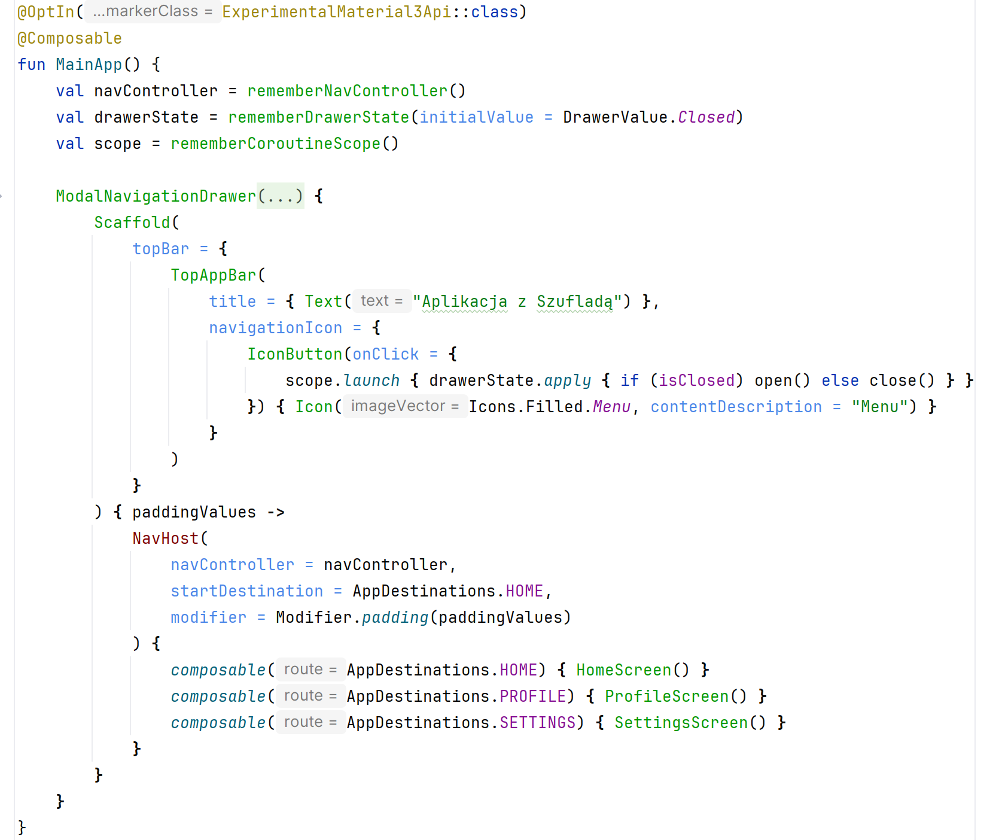 @OptIn( ...markerClass = ExperimentalMaterial3Api::class)
@Composable
fun MainApp() {
    val navController = rememberNavController()
    val drawerState = rememberDrawerState(initialValue = DrawerValue.Closed)
    val scope = rememberCoroutineScope()

    ModalNavigationDrawer(...) {
        Scaffold(
            topBar = {
                TopAppBar(
                    title = { Text( text = "Aplikacja z Szufladą") },
                    navigationIcon = {
                        IconButton(onClick = {
                            scope.launch { drawerState.apply { if (isClosed) open() else close() } }
                        }) { Icon( imageVector = Icons.Filled.Menu, contentDescription = "Menu") }
                    }
                )
            }
        ) { paddingValues ->
            NavHost(
                navController = navController,
                startDestination = AppDestinations.HOME,
                modifier = Modifier.padding(paddingValues)
            ) {
                composable( route = AppDestinations.HOME) { HomeScreen() }
                composable( route = AppDestinations.PROFILE) { ProfileScreen() }
                composable( route = AppDestinations.SETTINGS) { SettingsScreen() }
            }
        }
    }
}